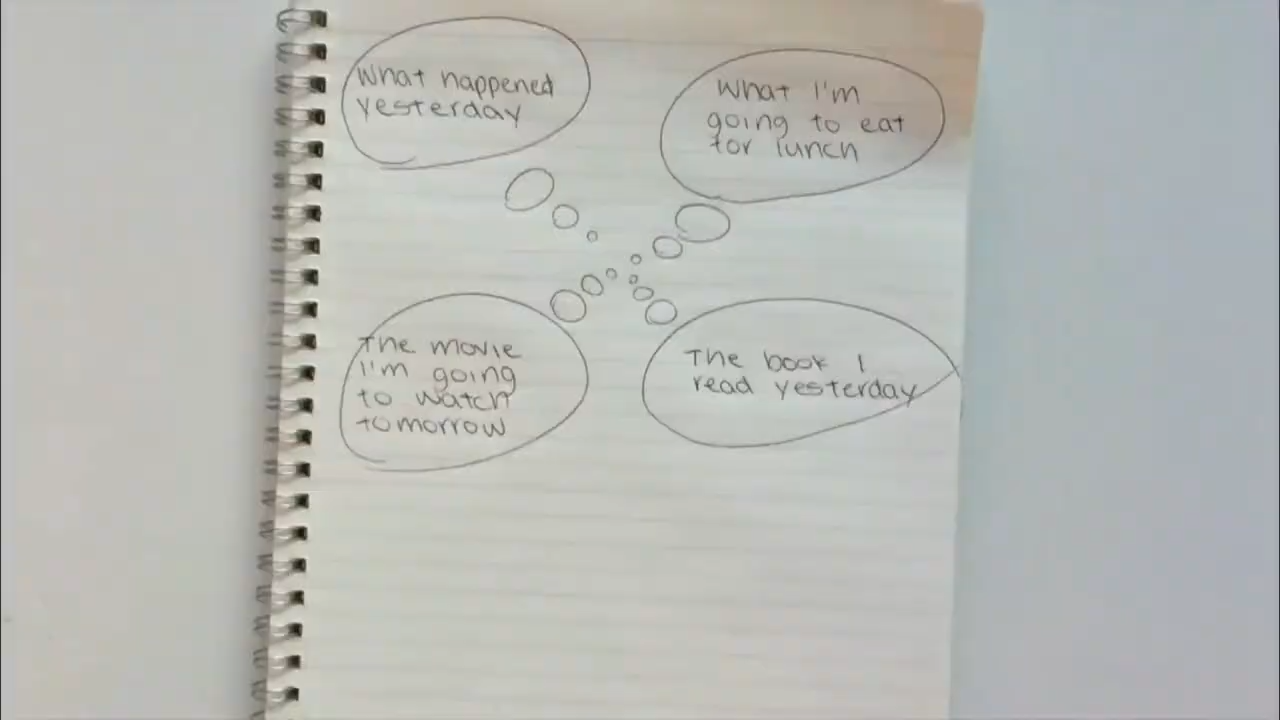 What happened
yesterday
What I'm
going to eat
for lunch
The movie
I'm going
to watch
tomorrow
The book I
read yesterday